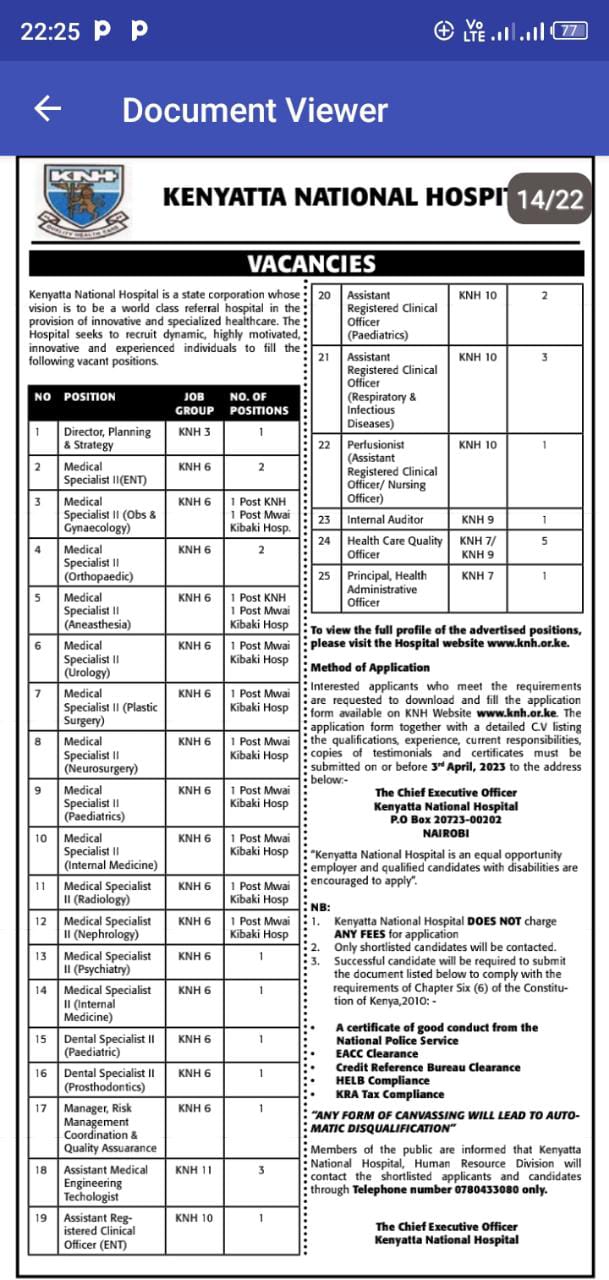 22:25
Vo
LTE
77
Document Viewer
KNH
QUALITY HEALTH CARE
KENYATTA NATIONAL HOSPI
14/22
VACANCIES
Kenyatta National Hospital is a state corporation whose
vision is to be a world class referral hospital in the
provision of innovative and specialized healthcare. The
Hospital seeks to recruit dynamic, highly motivated,
innovative and experienced individuals to fill the
following vacant positions.
NO POSITION JOB NO. OF
GROUP POSITIONS
1 Director, Planning KNH 3 1
& Strategy
2 Medical KNH 6 2
Specialist II(ENT)
3 Medical KNH 6 1 Post KNH
Specialist II (Obs & 1 Post Mwai
Gynaecology) Kibaki Hosp.
4 Medical KNH 6 2
Specialist II
(Orthopaedic)
5 Medical KNH 6 1 Post KNH
Specialist II 1 Post Mwai
(Aneasthesia) Kibaki Hosp
6 Medical KNH 6 1 Post Mwai
Specialist II Kibaki Hosp
(Urology)
7 Medical KNH 6 1 Post Mwai
Specialist II (Plastic Kibaki Hosp
Surgery)
8 Medical KNH 6 1 Post Mwai
Specialist II Kibaki Hosp
(Neurosurgery)
9 Medical KNH 6 1 Post Mwai
Specialist II Kibaki Hosp
(Paediatrics)
10 Medical KNH 6 1 Post Mwai
Specialist II Kibaki Hosp
(Internal Medicine)
11 Medical Specialist KNH 6 1 Post Mwai
II (Radiology) Kibaki Hosp
12 Medical Specialist KNH 6 1 Post Mwai
II (Nephrology) Kibaki Hosp
13 Medical Specialist KNH 6 1
II (Psychiatry)
14 Medical Specialist KNH 6 1
II (Internal
Medicine)
15 Dental Specialist II KNH 6 1
(Paediatric)
16 Dental Specialist II KNH 6 1
(Prosthodontics)
17 Manager, Risk KNH 6 1
Management
Coordination &
Quality Assuarance
18 Assistant Medical KNH 11 3
Engineering
Techologist
19 Assistant Reg- KNH 10 1
istered Clinical
Officer (ENT)
20 Assistant KNH 10 2
Registered Clinical
Officer
(Paediatrics)
21 Assistant KNH 10 3
Registered Clinical
Officer
(Respiratory &
Infectious
Diseases)
22 Perfusionist KNH 10 1
(Assistant
Registered Clinical
Officer/ Nursing
Officer)
23 Internal Auditor KNH 9 1
24 Health Care Quality KNH 7/ 5
Officer KNH 9
25 Principal, Health KNH 7 1
Administrative
Officer
To view the full profile of the advertised positions,
please visit the Hospital website www.knh.or.ke.
Method of Application
Interested applicants who meet the requirements
are requested to download and fill the application
form available on KNH Website www.knh.or.ke. The
application form together with a detailed C.V listing
the qualifications, experience, current responsibilities,
copies of testimonials and certificates must be
submitted on or before 3rd April, 2023 to the address
below:-
The Chief Executive Officer
Kenyatta National Hospital
P.O Box 20723-00202
NAIROBI
"Kenyatta National Hospital is an equal opportunity
employer and qualified candidates with disabilities are
encouraged to apply".
NB:
1. Kenyatta National Hospital DOES NOT charge
ANY FEES for application
2. Only shortlisted candidates will be contacted.
3. Successful candidate will be required to submit
the document listed below to comply with the
requirements of Chapter Six (6) of the Constitu-
tion of Kenya,2010: -
• A certificate of good conduct from the
National Police Service
• EACC Clearance
• Credit Reference Bureau Clearance
• HELB Compliance
• KRA Tax Compliance
"ANY FORM OF CANVASSING WILL LEAD TO AUTO-
MATIC DISQUALIFICATION"
Members of the public are informed that Kenyatta
National Hospital, Human Resource Division will
contact the shortlisted applicants and candidates
through Telephone number 0780433080 only.
The Chief Executive Officer
Kenyatta National Hospital